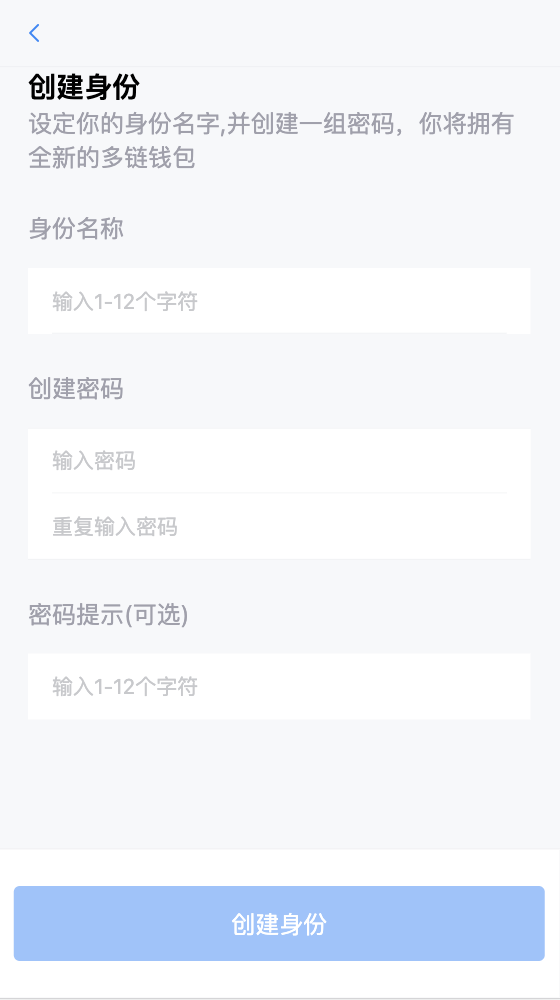 创建身份
设定你的身份名字,并创建一组密码，你将拥有
全新的多链钱包
身份名称
输入1-12个字符
创建密码
输入密码
重复输入密码
密码提示(可选)
输入1-12个字符
创建身份